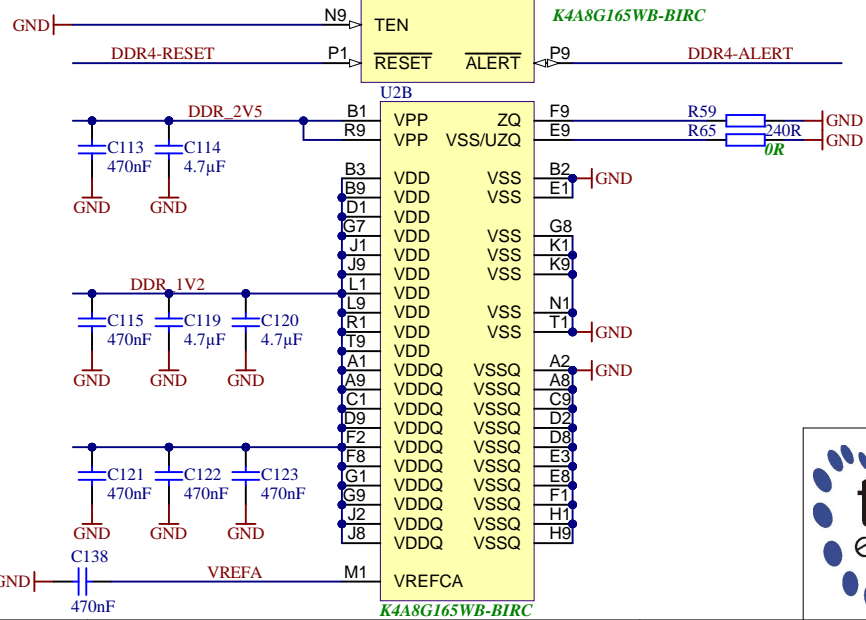 K4A8G165WB-BIRC
GND N9 TEN
DDR4-RESET P1 RESET ALERT P9 DDR4-ALERT
U2B
DDR_2V5 B1 VPP ZQ F9 R59 GND
R9 VPP VSS/UZQ E9 R65 240R GND
0R
C113 C114
470nF 4.7µF
GND GND
B3 VDD VSS B2 GND
B9 VDD VSS E1
D1 VDD
G7 VDD VSS G8
J1 VDD VSS K1
J9 VDD VSS K9
DDR_1V2 L1 VDD
L9 VDD VSS N1
R1 VDD VSS T1 GND
T9 VDD
C115 C119 C120
470nF 4.7µF 4.7µF
GND GND GND
A1 VDDQ VSSQ A2 GND
A9 VDDQ VSSQ A8
C1 VDDQ VSSQ C9
D9 VDDQ VSSQ D2
F2 VDDQ VSSQ D8
F8 VDDQ VSSQ E3
G1 VDDQ VSSQ E8
G9 VDDQ VSSQ F1
J2 VDDQ VSSQ H1
J8 VDDQ VSSQ H9
C121 C122 C123
470nF 470nF 470nF
GND GND GND
C138
GND VREFA M1 VREFCA
470nF
K4A8G165WB-BIRC